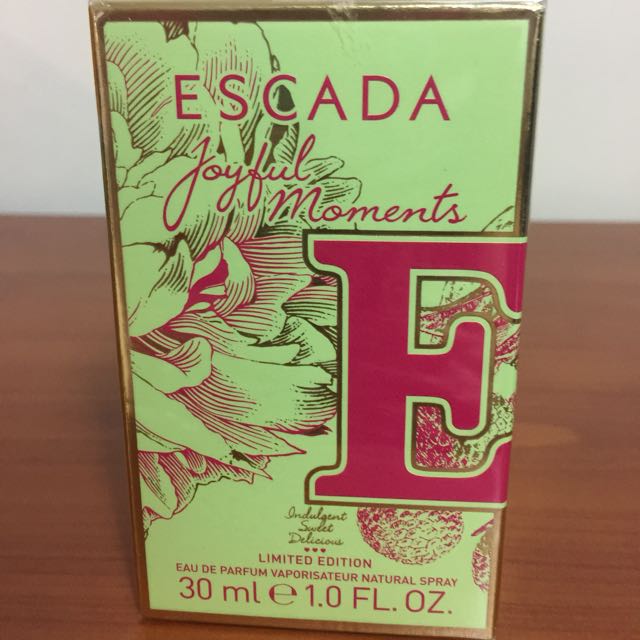 ESCADA
Joyful
Moments
E
Indulgent
Sweet
Delicious
LIMITED EDITION
EAU DE PARFUM VAPORISATEUR NATURAL SPRAY
30 ml ℮ 1.0 FL. OZ.